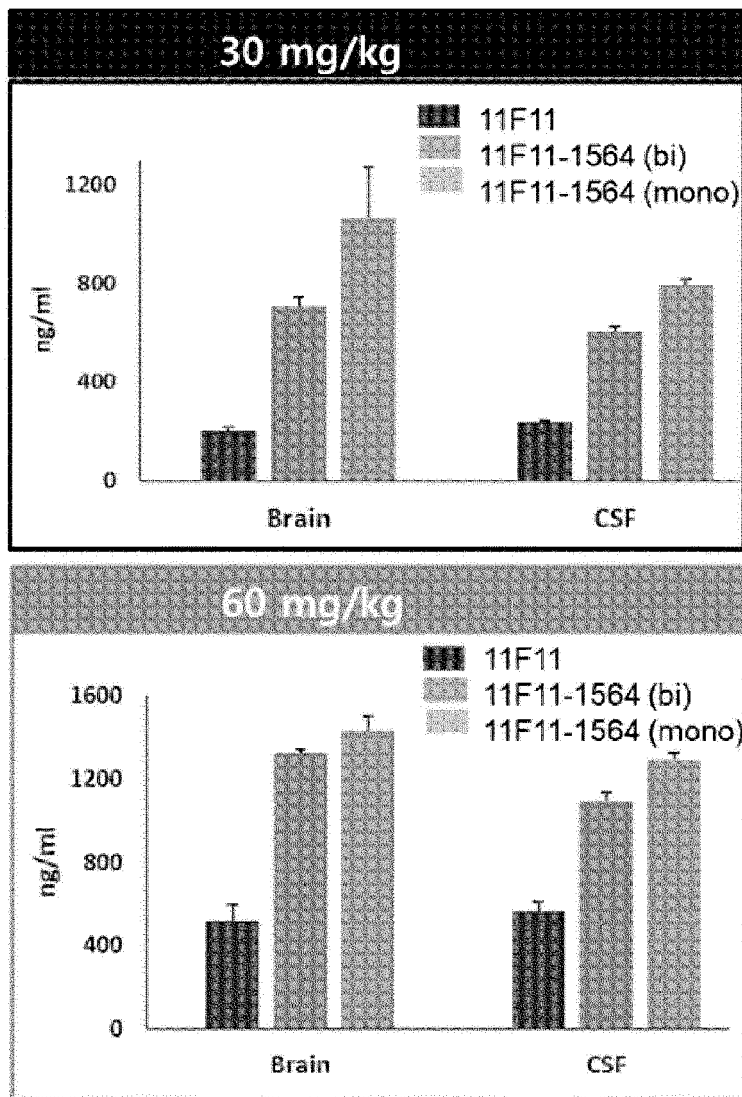 30 mg/kg
11F11
11F11-1564 (bi)
11F11-1564 (mono)
1200
800
400
0
ng/ml
Brain
CSF
60 mg/kg
11F11
11F11-1564 (bi)
11F11-1564 (mono)
1600
1200
800
400
0
ng/ml
Brain
CSF